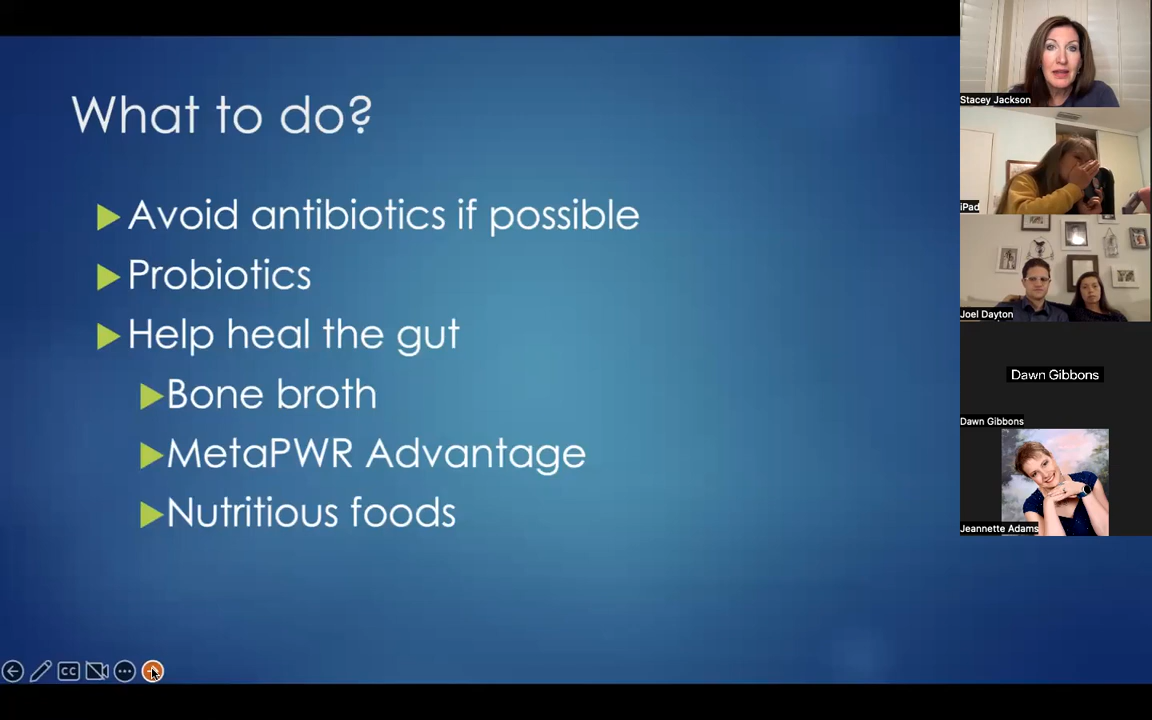 What to do?
Avoid antibiotics if possible
Probiotics
Help heal the gut
Bone broth
MetaPWR Advantage
Nutritious foods
CC
Stacey Jackson
iPad
Joel Dayton
Dawn Gibbons
Dawn Gibbons
Jeannette Adams